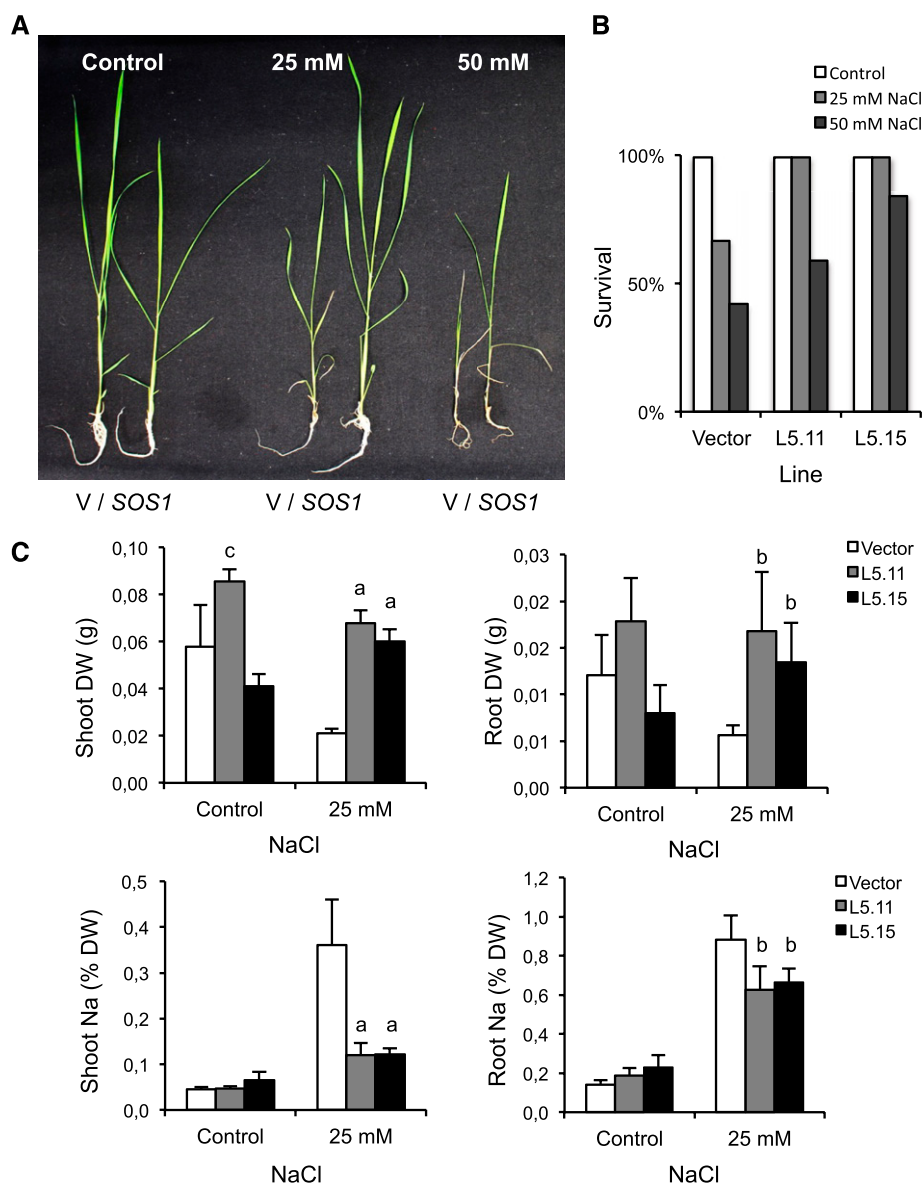 A
Control
25 mM
50 mM
V / SOS1
V / SOS1
V / SOS1
B
Control
25 mM NaCl
50 mM NaCl
100%
50%
0%
Survival
Vector
L5.11
L5.15
Line
C
0,10
0,08
0,06
0,04
0,02
0,00
Shoot DW (g)
c
a
a
Control
25 mM
NaCl
0,03
0,02
0,02
0,01
0,01
0,00
Root DW (g)
b
b
Control
25 mM
NaCl
Vector
L5.11
L5.15
0,5
0,4
0,3
0,2
0,1
0,0
Shoot Na (% DW)
a
a
Control
25 mM
NaCl
1,2
1,0
0,8
0,6
0,4
0,2
0,0
Root Na (% DW)
b
b
Control
25 mM
NaCl
Vector
L5.11
L5.15